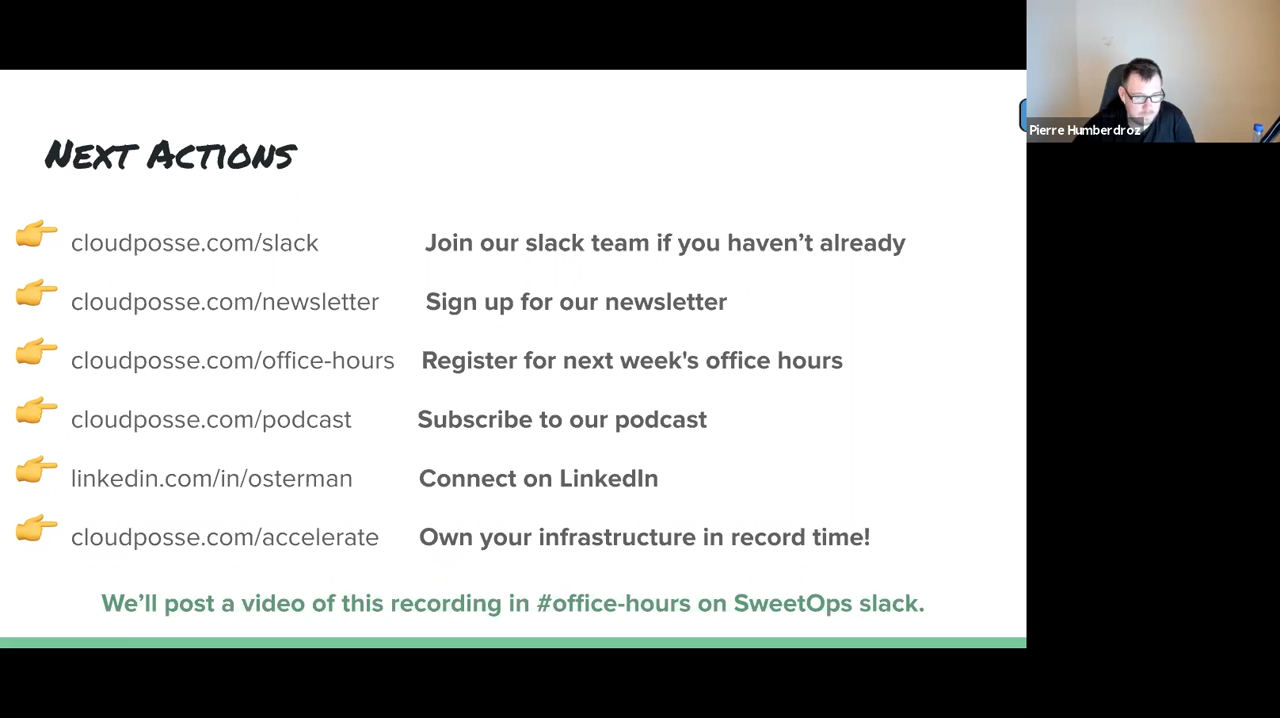 Next Actions
cloudposse.com/slack Join our slack team if you haven’t already
cloudposse.com/newsletter Sign up for our newsletter
cloudposse.com/office-hours Register for next week's office hours
cloudposse.com/podcast Subscribe to our podcast
linkedin.com/in/osterman Connect on LinkedIn
cloudposse.com/accelerate Own your infrastructure in record time!
We’ll post a video of this recording in #office-hours on SweetOps slack.
Pierre Humberdroz